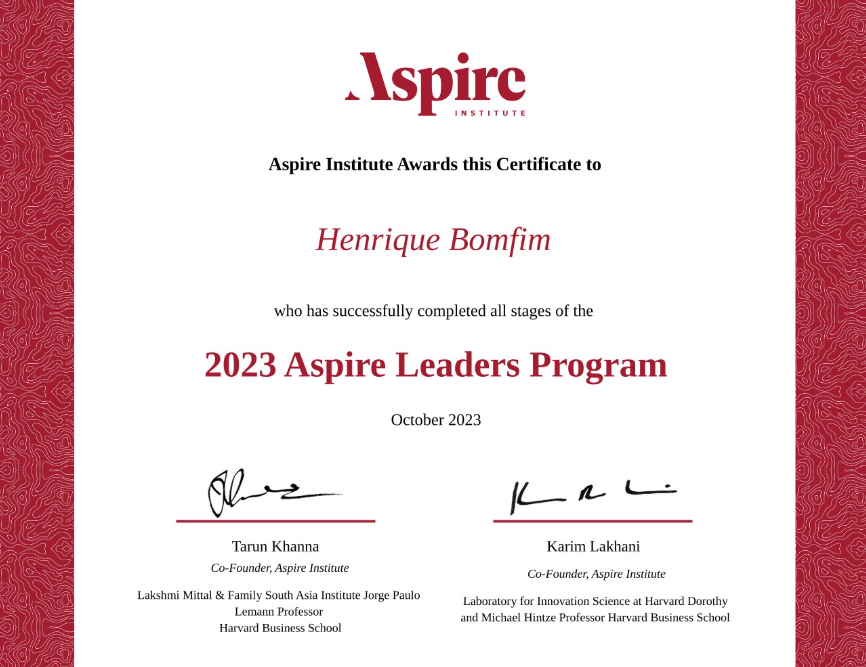 Aspire
INSTITUTE
Aspire Institute Awards this Certificate to
Henrique Bomfim
who has successfully completed all stages of the
2023 Aspire Leaders Program
October 2023
Tarun Khanna
Co-Founder, Aspire Institute
Lakshmi Mittal & Family South Asia Institute Jorge Paulo
Lemann Professor
Harvard Business School
Karim Lakhani
Co-Founder, Aspire Institute
Laboratory for Innovation Science at Harvard Dorothy
and Michael Hintze Professor Harvard Business School